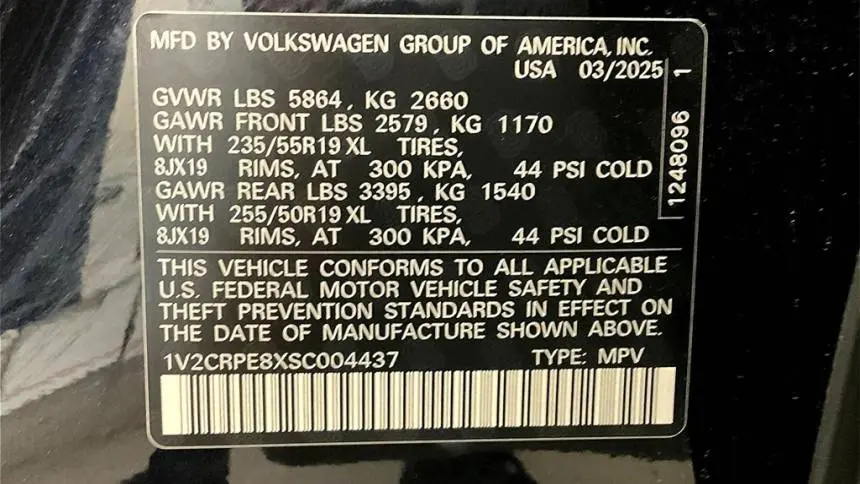 MFD BY VOLKSWAGEN GROUP OF AMERICA, INC.
USA 03/2025
GVWR LBS 5864, KG 2660
GAWR FRONT LBS 2579, KG 1170
WITH 235/55R19 XL TIRES,
8JX19 RIMS, AT 300 KPA, 44 PSI COLD
GAWR REAR LBS 3395, KG 1540
WITH 255/50R19 XL TIRES,
8JX19 RIMS, AT 300 KPA, 44 PSI COLD
1248096 1
THIS VEHICLE CONFORMS TO ALL APPLICABLE
U.S. FEDERAL MOTOR VEHICLE SAFETY AND
THEFT PREVENTION STANDARDS IN EFFECT ON
THE DATE OF MANUFACTURE SHOWN ABOVE.
1V2CRPE8XSC004437 TYPE: MPV